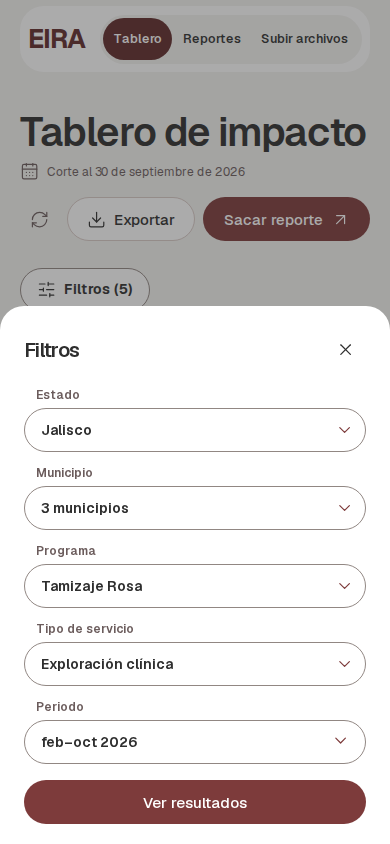 EIRA
Tablero
Reportes
Subir archivos
Tablero de impacto
Corte al 30 de septiembre de 2026
Exportar
Sacar reporte
Filtros (5)
Filtros
Estado
Jalisco
Municipio
3 municipios
Programa
Tamizaje Rosa
Tipo de servicio
Exploración clínica
Periodo
feb–oct 2026
Ver resultados